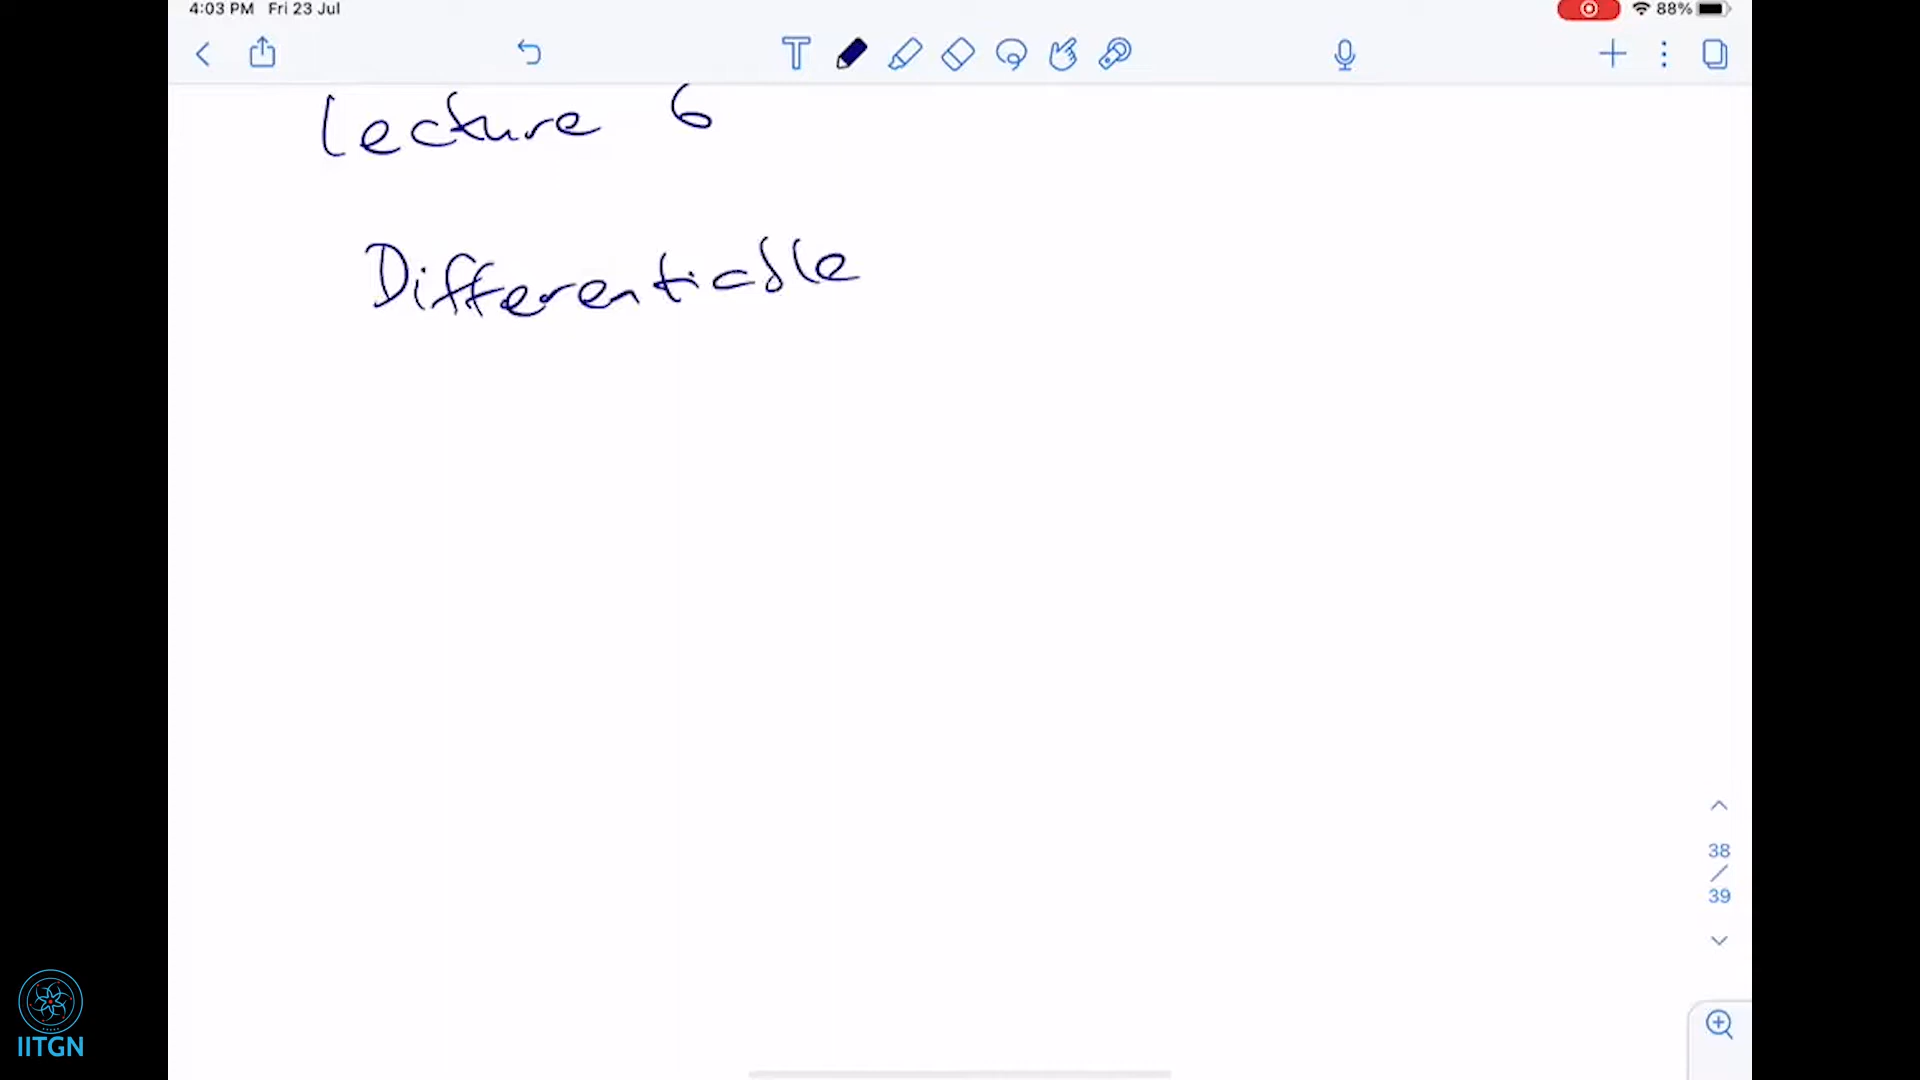 4:03 PM Fri 23 Jul 88%
Lecture 6
Differentiable
38
/
39
IITGN